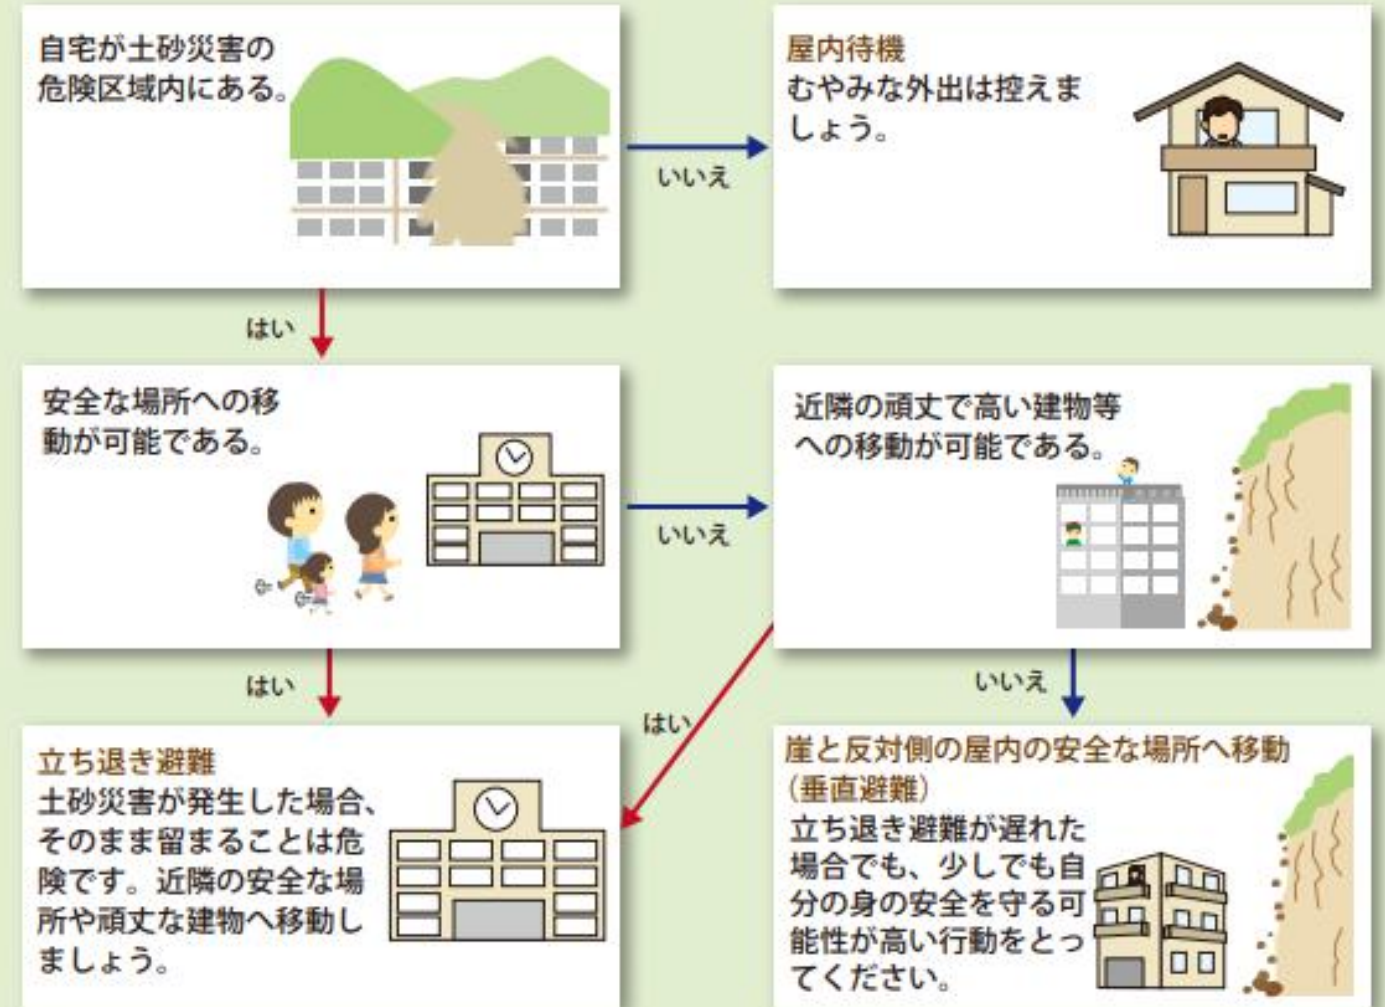 自宅が土砂災害の
危険区域内にある。
いいえ
屋内待機
むやみな外出は控えま
しょう。
はい
安全な場所への移
動が可能である。
いいえ
近隣の頑丈で高い建物等
への移動が可能である。
はい
はい
いいえ
立ち退き避難
土砂災害が発生した場合、
そのまま留まることは危
険です。近隣の安全な場
所や頑丈な建物へ移動し
ましょう。
崖と反対側の屋内の安全な場所へ移動
(垂直避難)
立ち退き避難が遅れた
場合でも、少しでも自
分の身の安全を守る可
能性が高い行動をとっ
てください。